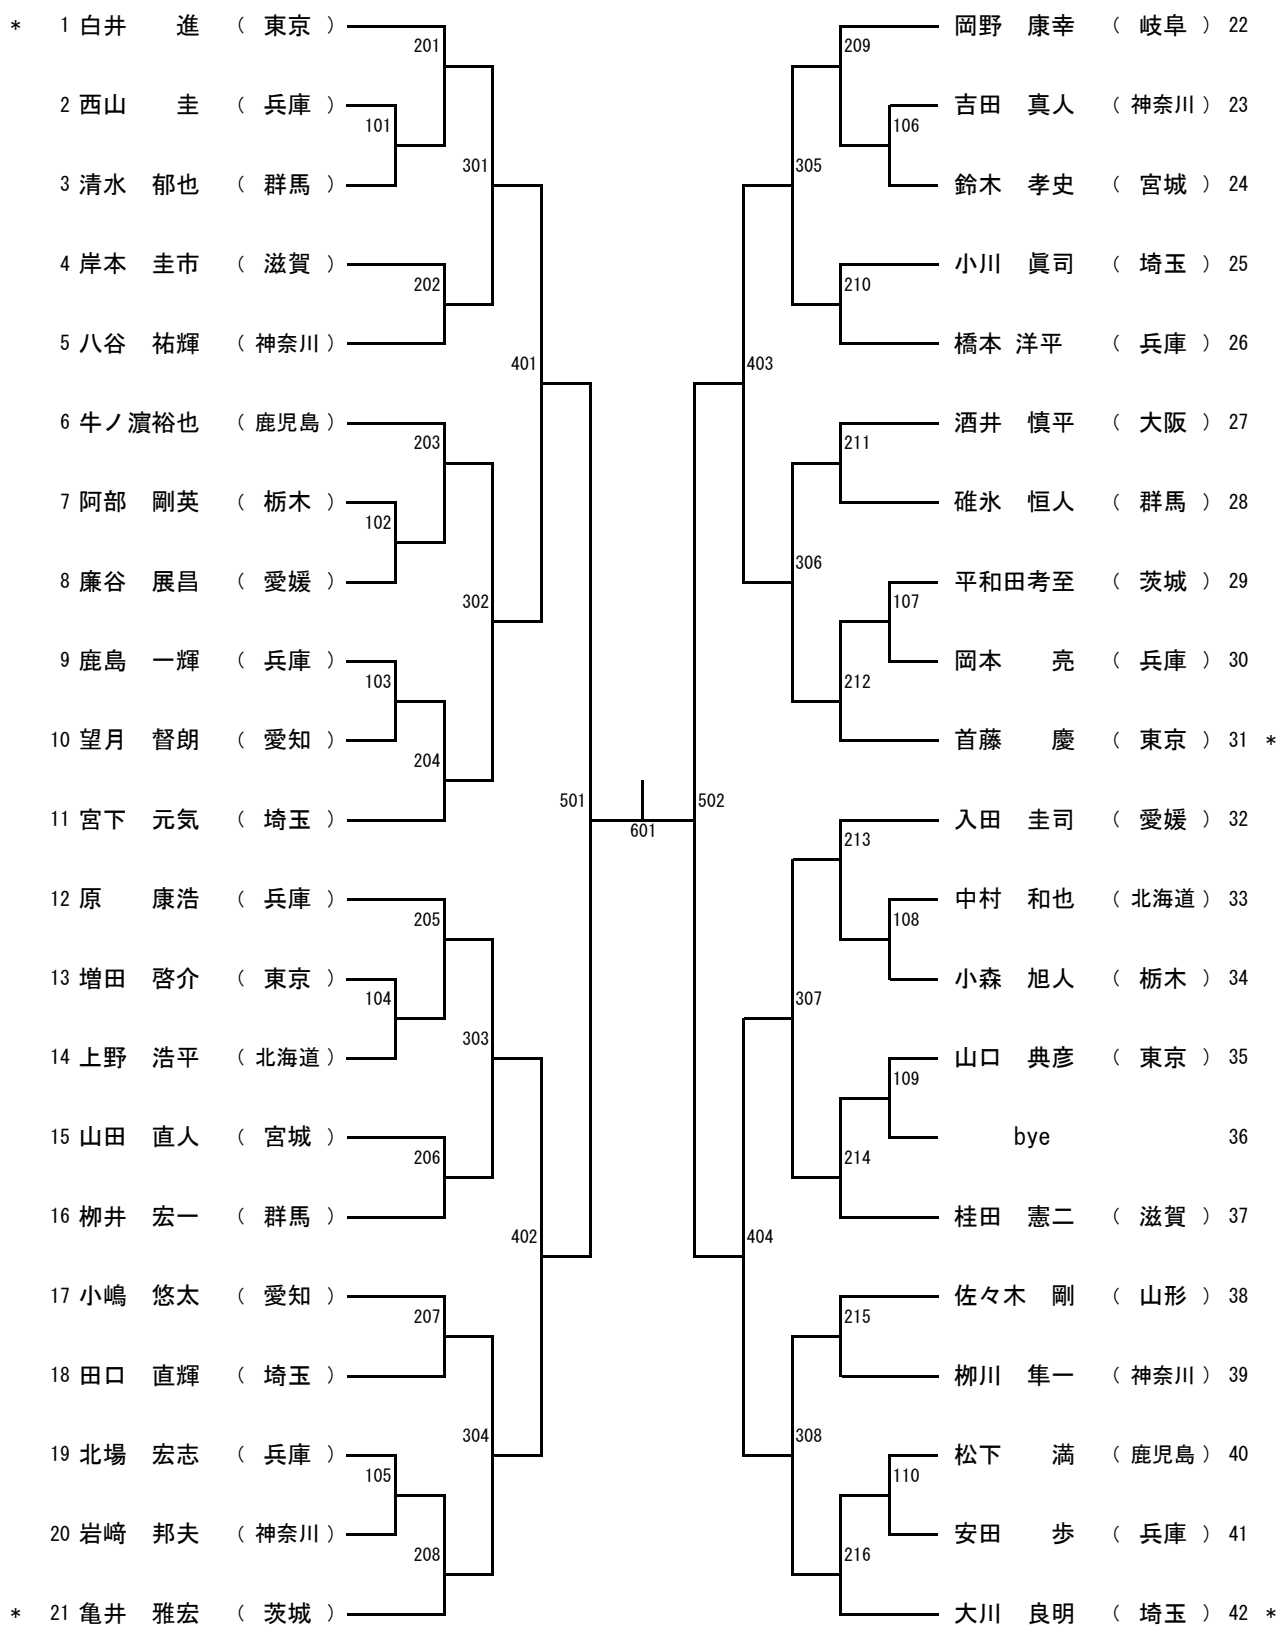 * 1 白井 進 ( 東京 ) 岡野 康幸 ( 岐阜 ) 22
201 209
2 西山 圭 ( 兵庫 ) 吉田 真人 ( 神奈川 ) 23
101 106
301 305
3 清水 郁也 ( 群馬 ) 鈴木 孝史 ( 宮城 ) 24
4 岸本 圭市 ( 滋賀 ) 小川 眞司 ( 埼玉 ) 25
202 210
5 八谷 祐輝 ( 神奈川 ) 橋本 洋平 ( 兵庫 ) 26
401 403
6 牛ノ濵裕也 ( 鹿児島 ) 酒井 慎平 ( 大阪 ) 27
203 211
7 阿部 剛英 ( 栃木 ) 碓氷 恒人 ( 群馬 ) 28
102
306
8 廉谷 展昌 ( 愛媛 ) 平和田考至 ( 茨城 ) 29
302 107
9 鹿島 一輝 ( 兵庫 ) 岡本 亮 ( 兵庫 ) 30
103 212
10 望月 督朗 ( 愛知 ) 首藤 慶 ( 東京 ) 31 *
204
501 502
11 宮下 元気 ( 埼玉 ) 入田 圭司 ( 愛媛 ) 32
601
213
12 原 康浩 ( 兵庫 ) 中村 和也 ( 北海道 ) 33
205 108
13 増田 啓介 ( 東京 ) 小森 旭人 ( 栃木 ) 34
104 307
303
14 上野 浩平 ( 北海道 ) 山口 典彦 ( 東京 ) 35
109
15 山田 直人 ( 宮城 ) bye 36
206 214
16 栁井 宏一 ( 群馬 ) 桂田 憲二 ( 滋賀 ) 37
402 404
17 小嶋 悠太 ( 愛知 ) 佐々木 剛 ( 山形 ) 38
207 215
18 田口 直輝 ( 埼玉 ) 栁川 隼一 ( 神奈川 ) 39
304 308
19 北場 宏志 ( 兵庫 ) 松下 満 ( 鹿児島 ) 40
105 110
20 岩﨑 邦夫 ( 神奈川 ) 安田 歩 ( 兵庫 ) 41
208 216
* 21 亀井 雅宏 ( 茨城 ) 大川 良明 ( 埼玉 ) 42 *